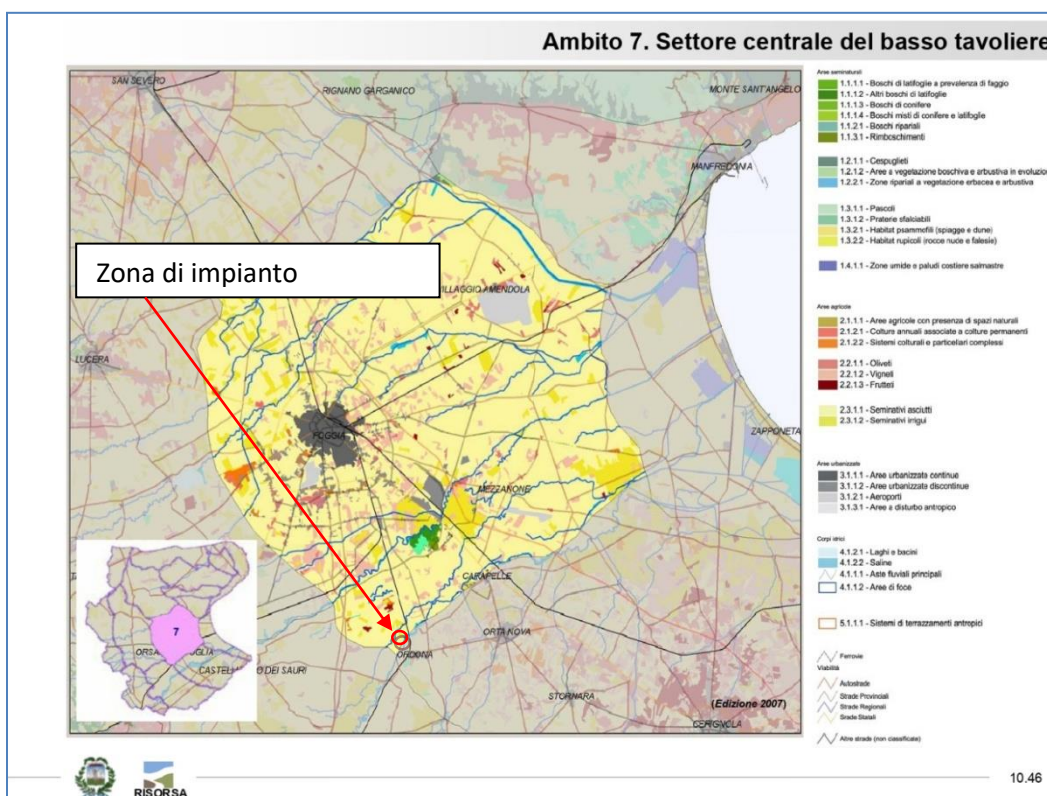 Ambito 7. Settore centrale del basso tavoliere
SAN SEVERO
RIGNANO GARGANICO
MONTE SANT'ANGELO
MANFREDONIA
Zona di impianto
VILLAGGIO AMENDOLA
LUCERA
FOGGIA
ZAPPONETA
MEZZANONE
CARAPELLE
ORTA NOVA
ORDONA
STORNARA
CERIGNOLA
(Edizione 2007)
7
Aree seminaturali
1.1.1.1 - Boschi di latifoglie a prevalenza di faggio
1.1.1.2 - Altri boschi di latifoglie
1.1.1.3 - Boschi di conifere
1.1.1.4 - Boschi misti di conifere e latifoglie
1.1.2.1 - Boschi ripariali
1.1.3.1 - Rimboschimenti
1.2.1.1 - Cespuglieti
1.2.1.2 - Aree a vegetazione boschiva e arbustiva in evoluzion
1.2.2.1 - Zone ripariali a vegetazione erbacea e arbustiva
1.3.1.1 - Pascoli
1.3.1.2 - Praterie sfalciabili
1.3.2.1 - Habitat psammofili (spiagge e dune)
1.3.2.2 - Habitat rupicoli (rocce nude e falesie)
1.4.1.1 - Zone umide e paludi costiere salmastre
Aree agricole
2.1.1.1 - Aree agricole con presenza di spazi naturali
2.1.2.1 - Colture annuali associate a colture permanenti
2.1.2.2 - Sistemi colturali e particellari complessi
2.2.1.1 - Oliveti
2.2.1.2 - Vigneti
2.2.1.3 - Frutteti
2.3.1.1 - Seminativi asciutti
2.3.1.2 - Seminativi irrigui
Aree urbanizzate
3.1.1.1 - Aree urbanizzate continue
3.1.1.2 - Aree urbanizzate discontinue
3.1.2.1 - Aeroporti
3.1.3.1 - Aree a disturbo antropico
Corpi idrici
4.1.2.1 - Laghi e bacini
4.1.2.2 - Saline
4.1.1.1 - Aste fluviali principali
4.1.1.2 - Aree di foce
5.1.1.1 - Sistemi di terrazzamenti antropici
Ferrovie
Viabilità
Autostrade
Strade Provinciali
Strade Regionali
Strade Statali
Altre strade (non classificate)
RISORSA
10.46